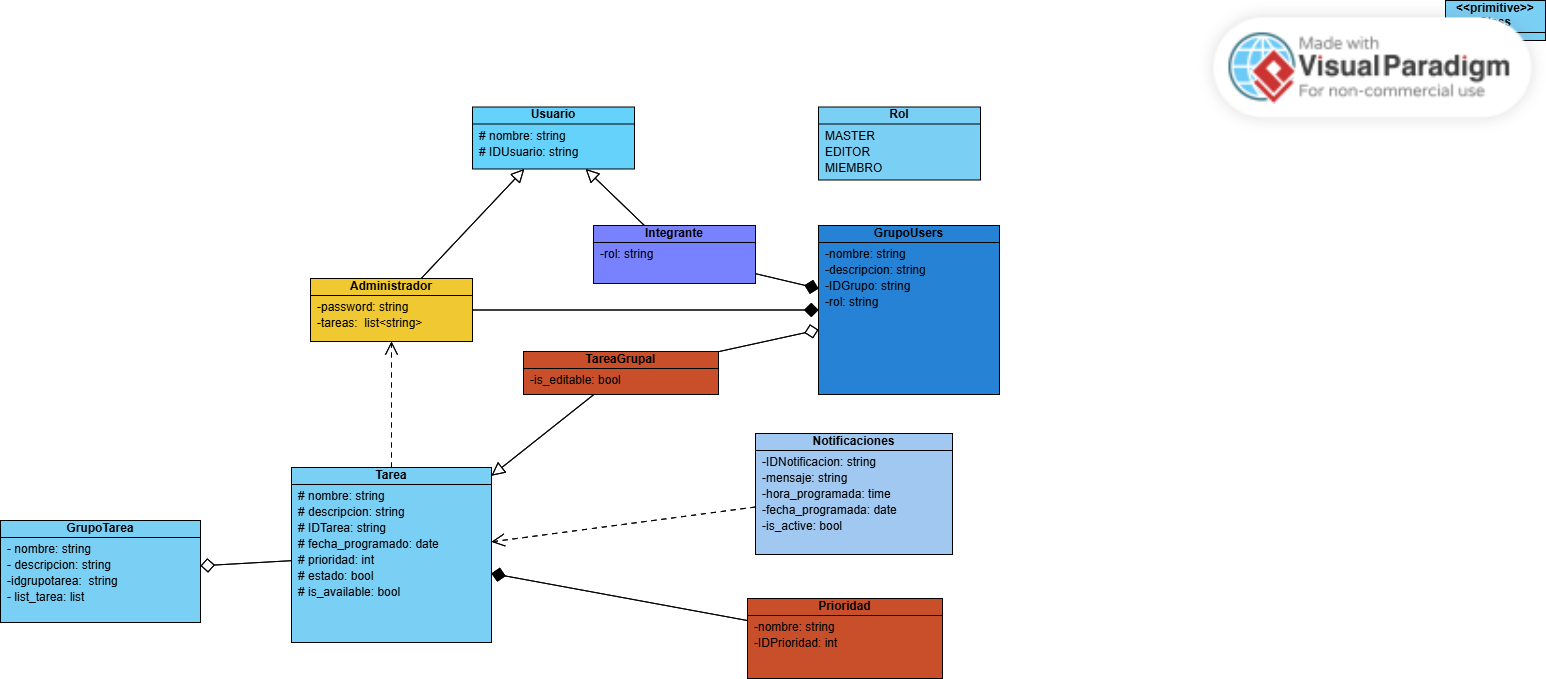 <<primitive>>
Made with
Visual Paradigm
For non-commercial use
Usuario
# nombre: string
# IDUsuario: string
Rol
MASTER
EDITOR
MIEMBRO
Integrante
-rol: string
GrupoUsers
-nombre: string
-descripcion: string
-IDGrupo: string
-rol: string
Administrador
-password: string
-tareas:  list<string>
TareaGrupal
-is_editable: bool
Notificaciones
-IDNotificacion: string
-mensaje: string
-hora_programada: time
-fecha_programada: date
-is_active: bool
Tarea
# nombre: string
# descripcion: string
# IDTarea: string
# fecha_programado: date
# prioridad: int
# estado: bool
# is_available: bool
GrupoTarea
- nombre: string
- descripcion: string
-idgrupotarea:  string
- list_tarea: list
Prioridad
-nombre: string
-IDPrioridad: int